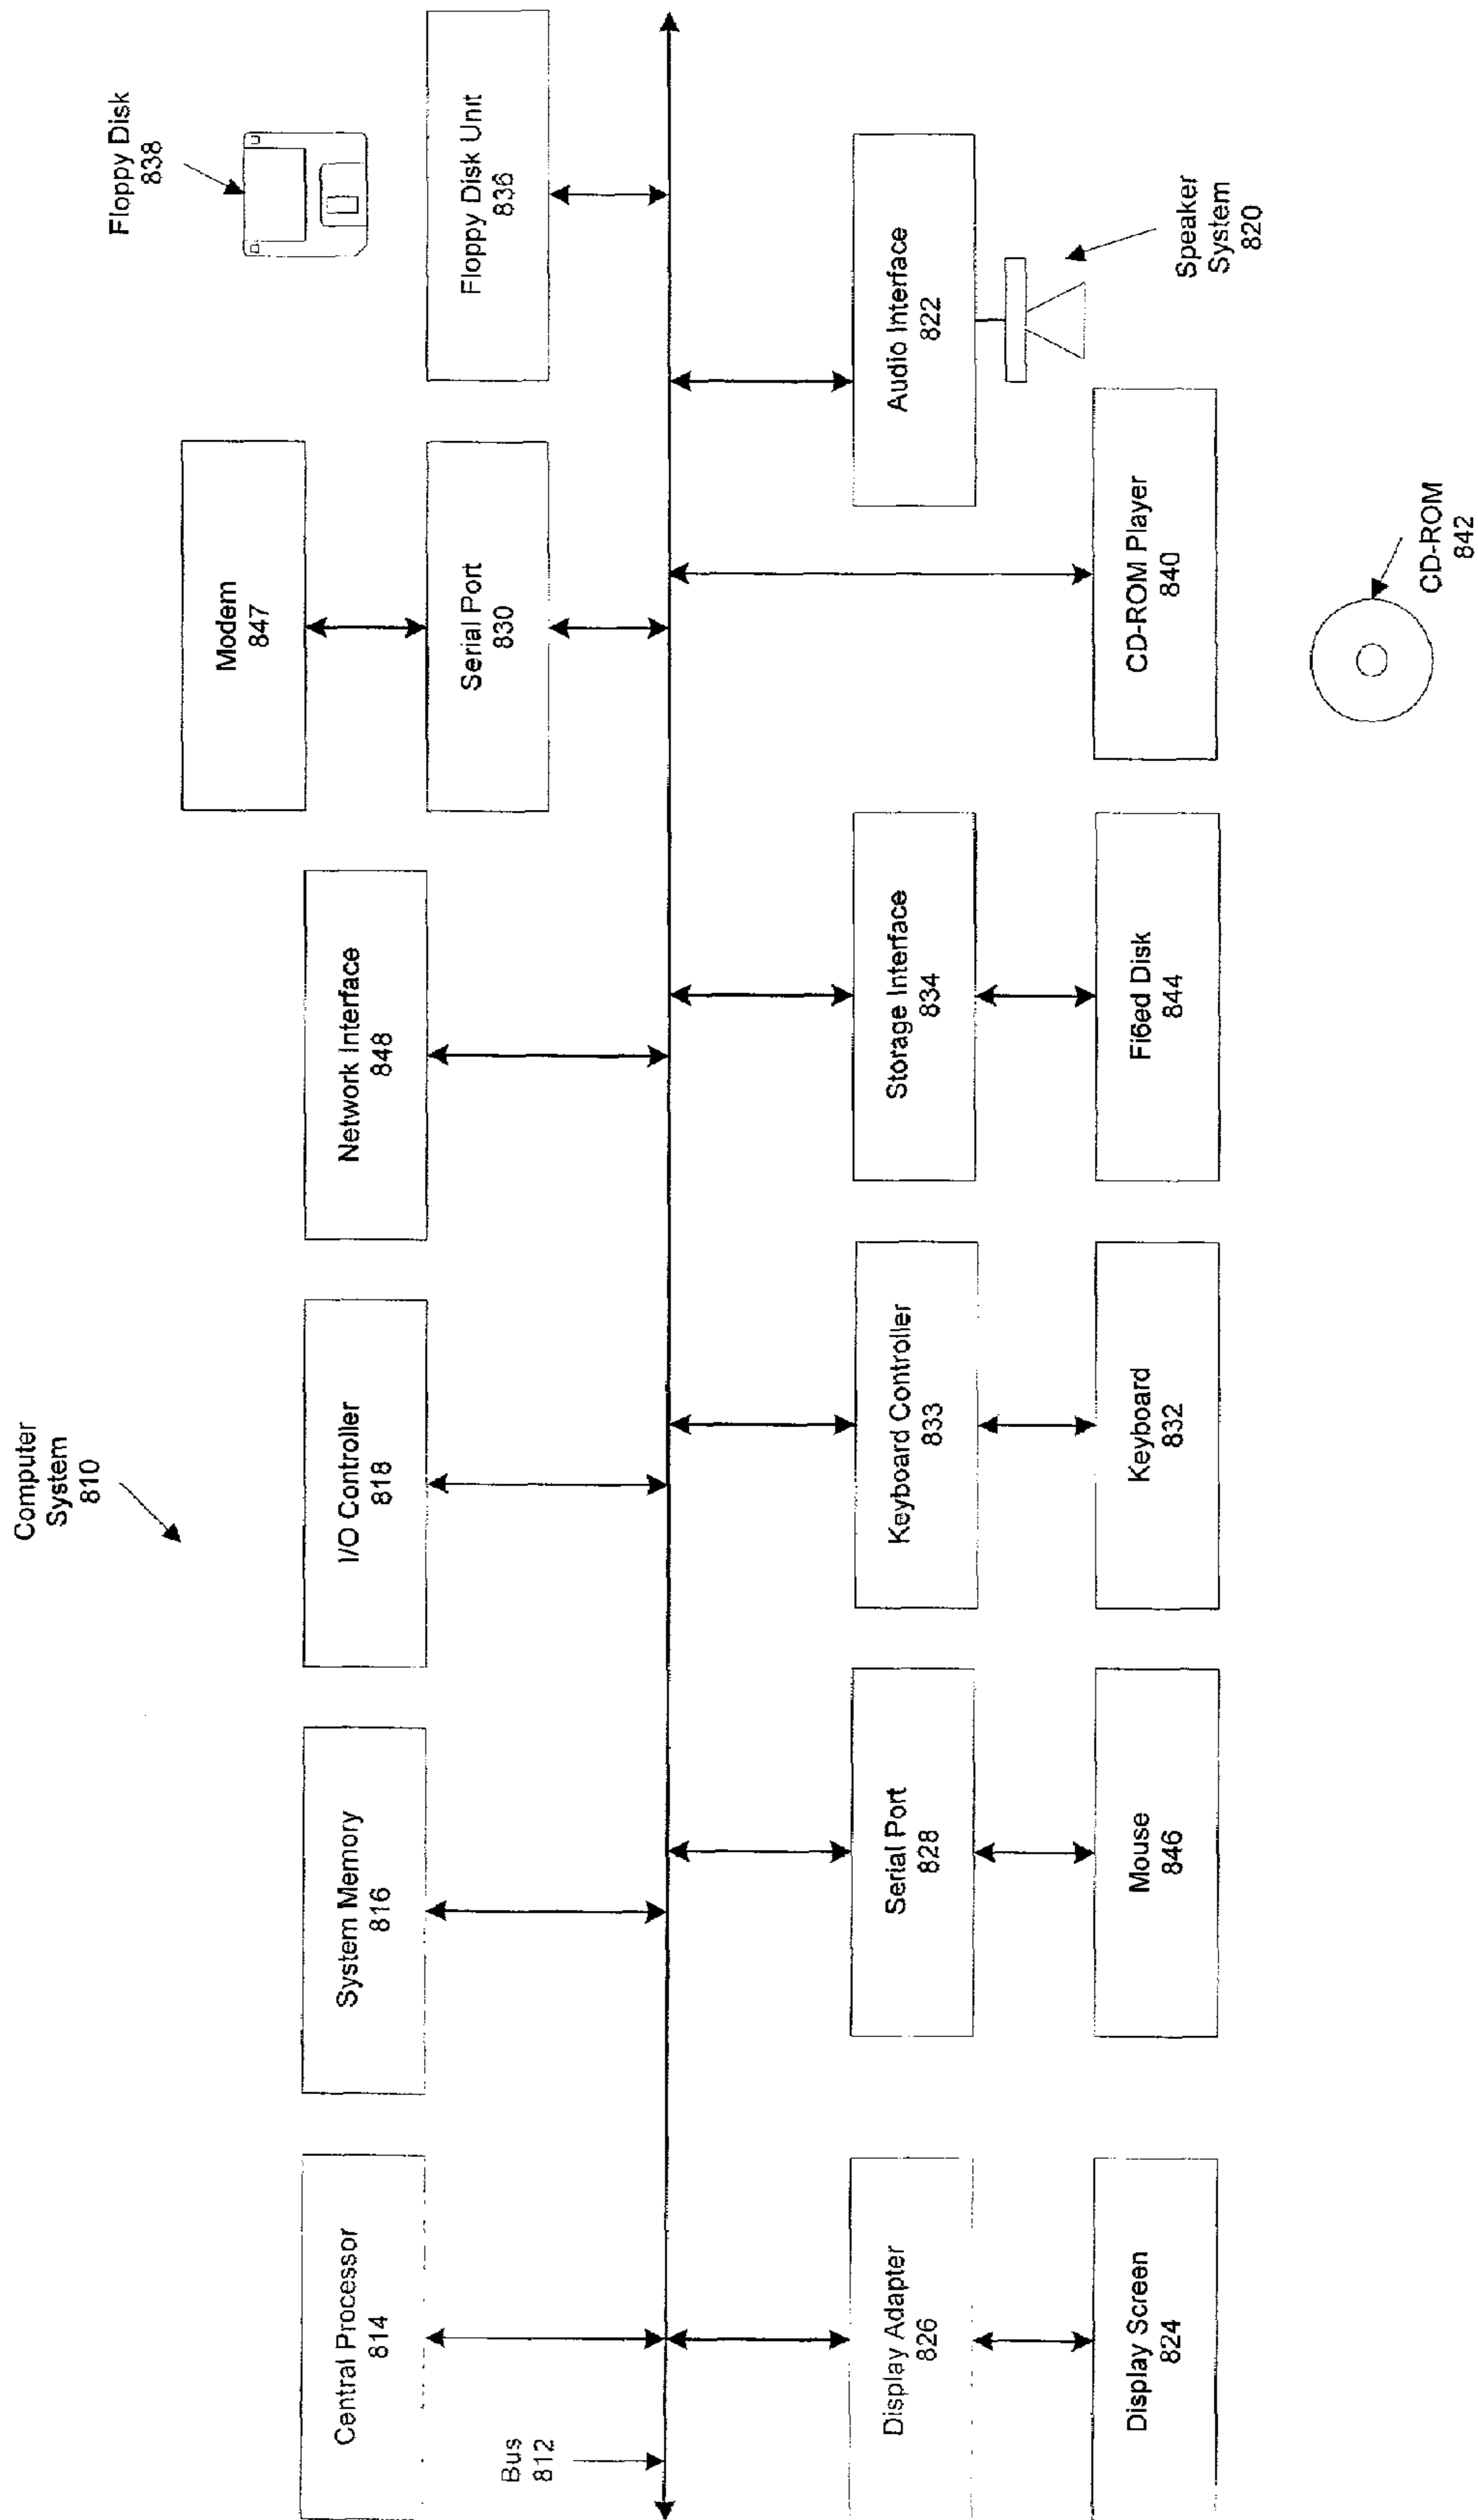 Computer
System
810
Floppy Disk
838
Modem
847
Central Processor
814
System Memory
816
I/O Controller
818
Network Interface
848
Serial Port
830
Floppy Disk Unit
836
Bus
812
Display Adapter
826
Serial Port
828
Keyboard Controller
833
Storage Interface
834
Audio Interface
822
Display Screen
824
Mouse
846
Keyboard
832
Fi6ed Disk
844
CD-ROM Player
840
Speaker
System
820
CD-ROM
842